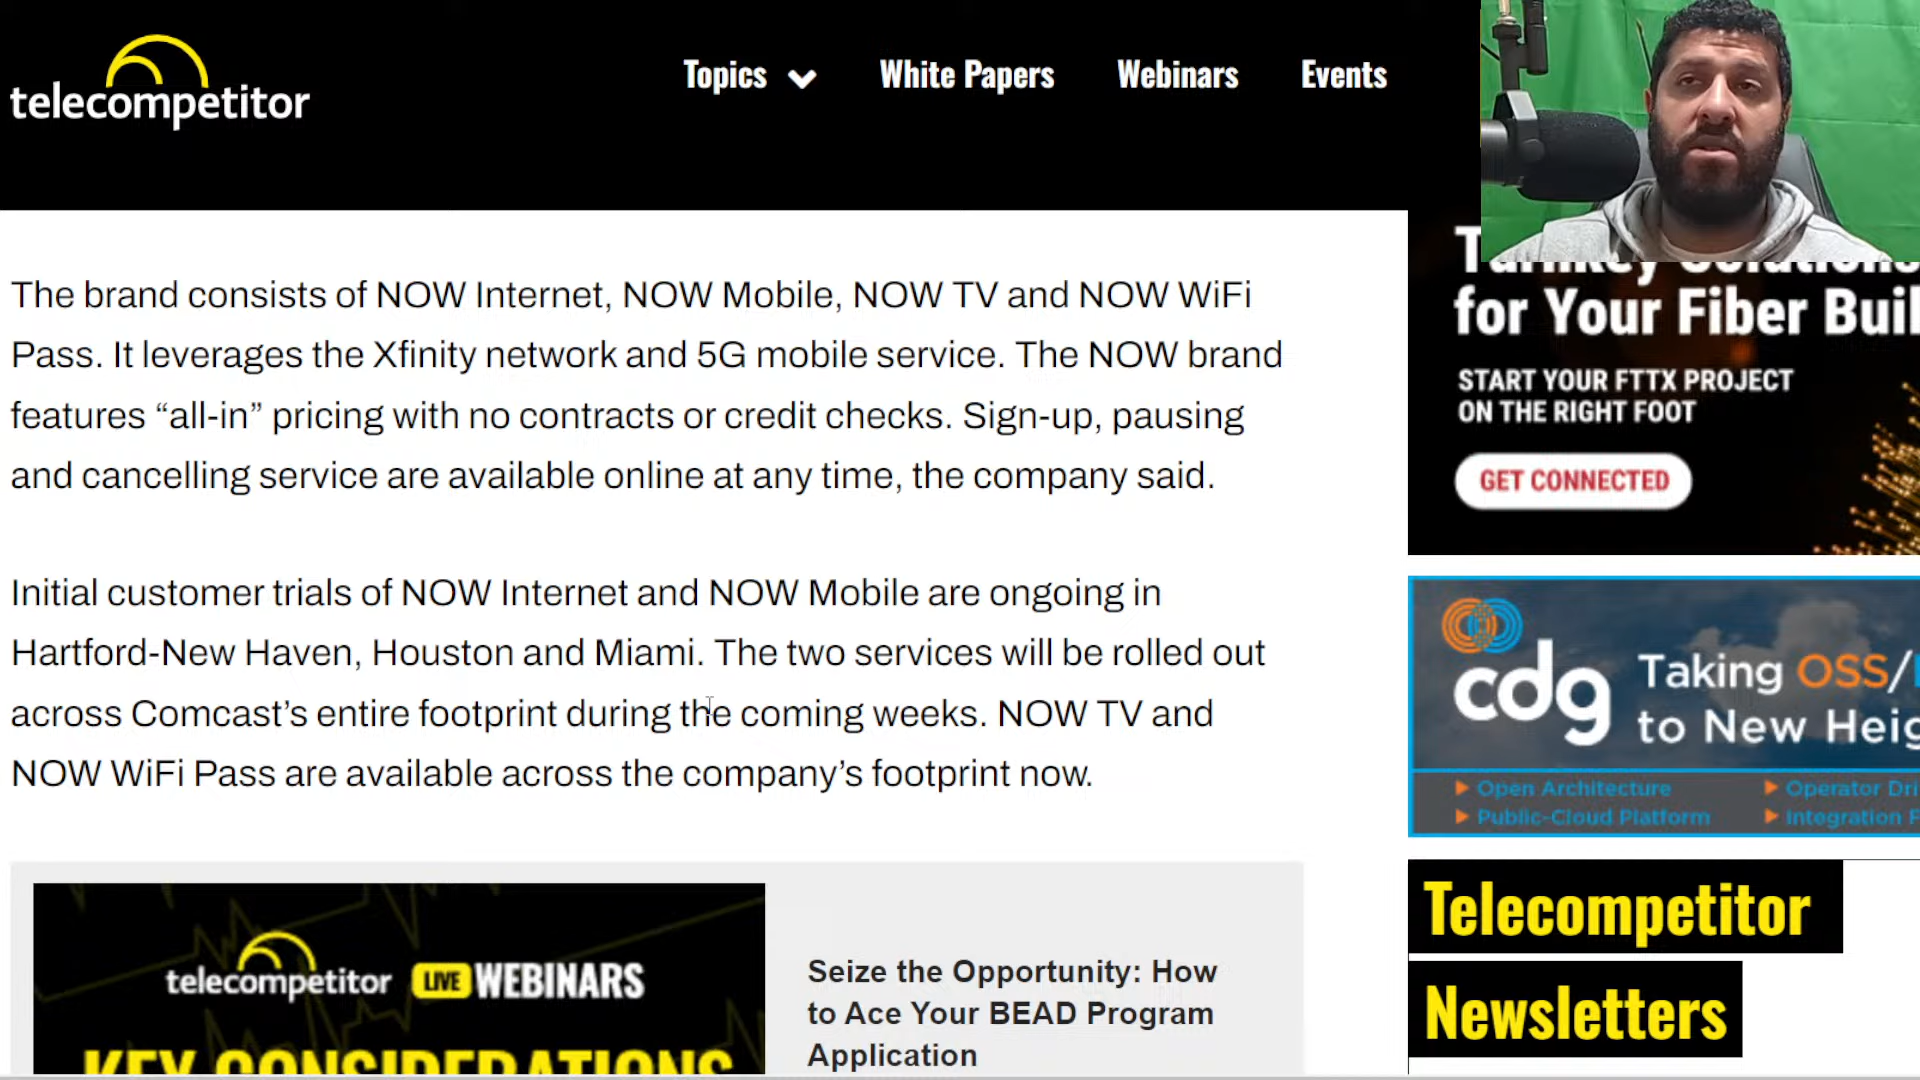 telecompetitor
Topics
White Papers
Webinars
Events
The brand consists of NOW Internet, NOW Mobile, NOW TV and NOW WiFi
Pass. It leverages the Xfinity network and 5G mobile service. The NOW brand
features “all-in” pricing with no contracts or credit checks. Sign-up, pausing
and cancelling service are available online at any time, the company said.
Initial customer trials of NOW Internet and NOW Mobile are ongoing in
Hartford-New Haven, Houston and Miami. The two services will be rolled out
across Comcast’s entire footprint during the coming weeks. NOW TV and
NOW WiFi Pass are available across the company’s footprint now.
telecompetitor LIVE WEBINARS
KEY CONSIDERATIONS
Seize the Opportunity: How
to Ace Your BEAD Program
Application
for Your Fiber Buil
START YOUR FTTX PROJECT
ON THE RIGHT FOOT
GET CONNECTED
cdg
Taking OSS/
to New Heig
Open Architecture
Operator Dri
Public-Cloud Platform
Integration
Telecompetitor
Newsletters